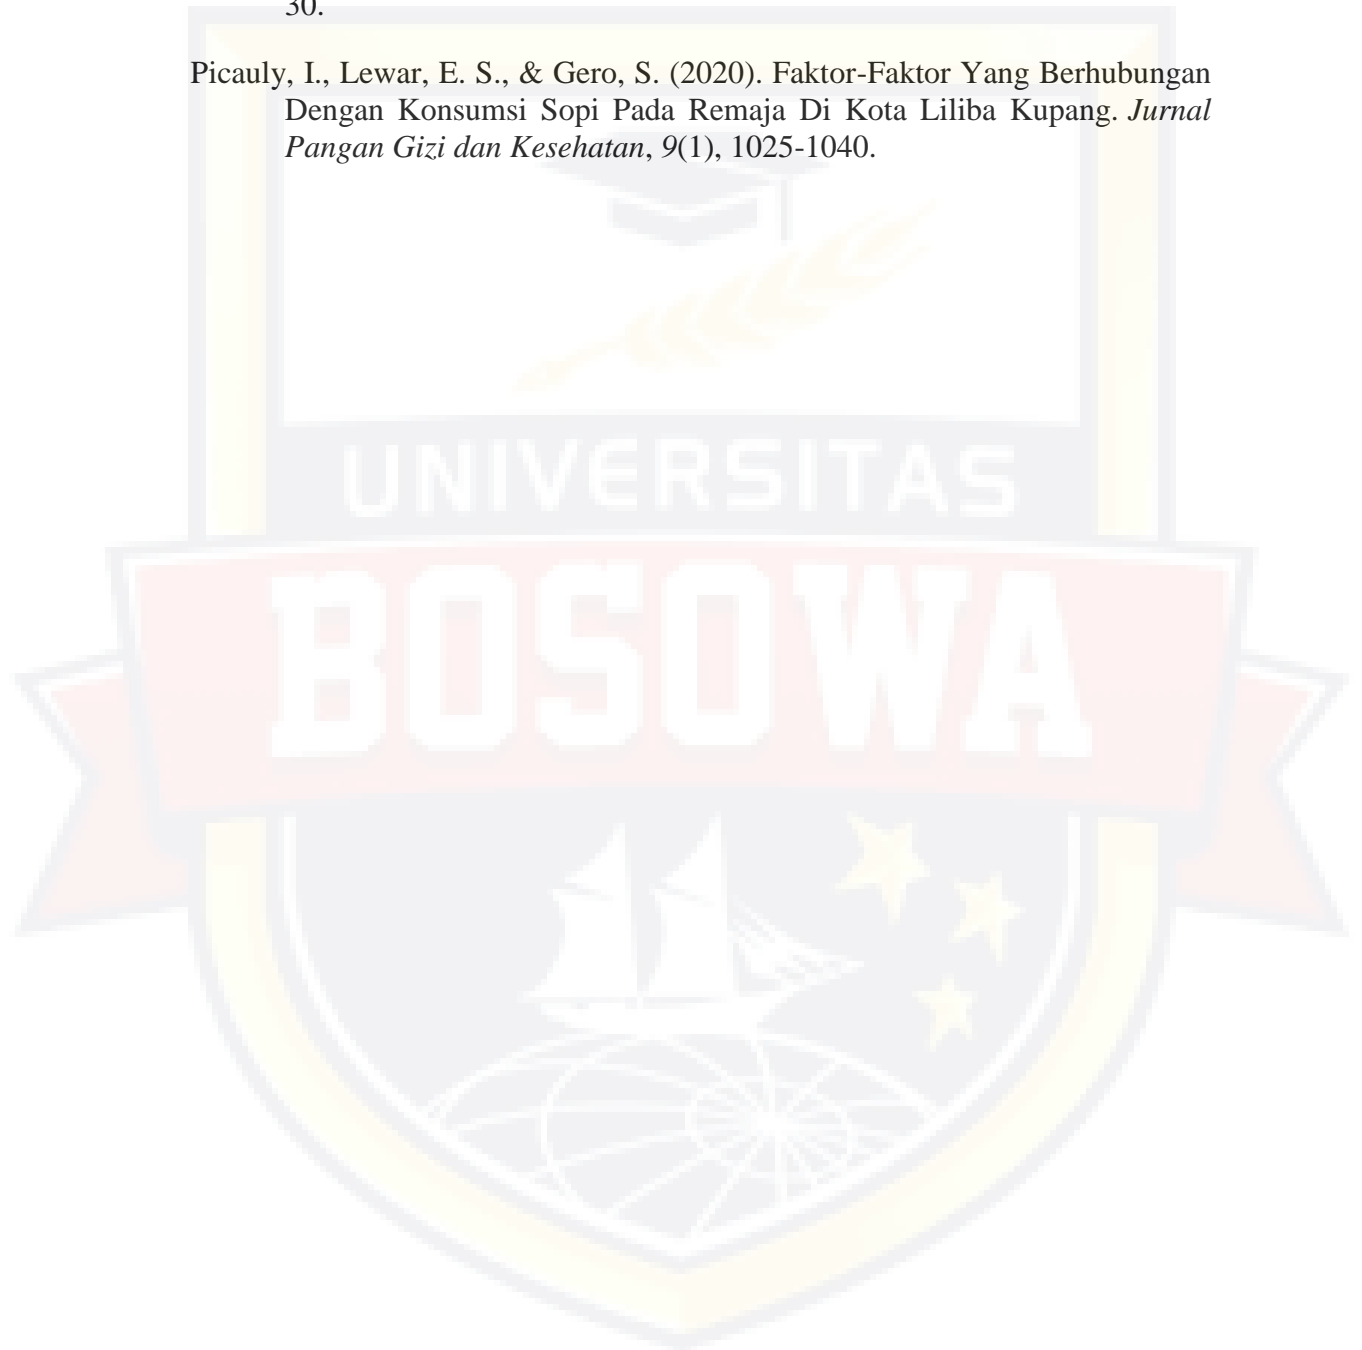 30.
Picauly, I., Lewar, E. S., & Gero, S. (2020). Faktor-Faktor Yang Berhubungan
Dengan Konsumsi Sopi Pada Remaja Di Kota Liliba Kupang. Jurnal
Pangan Gizi dan Kesehatan, 9(1), 1025-1040.
UNIVERSITAS
BOSOWA